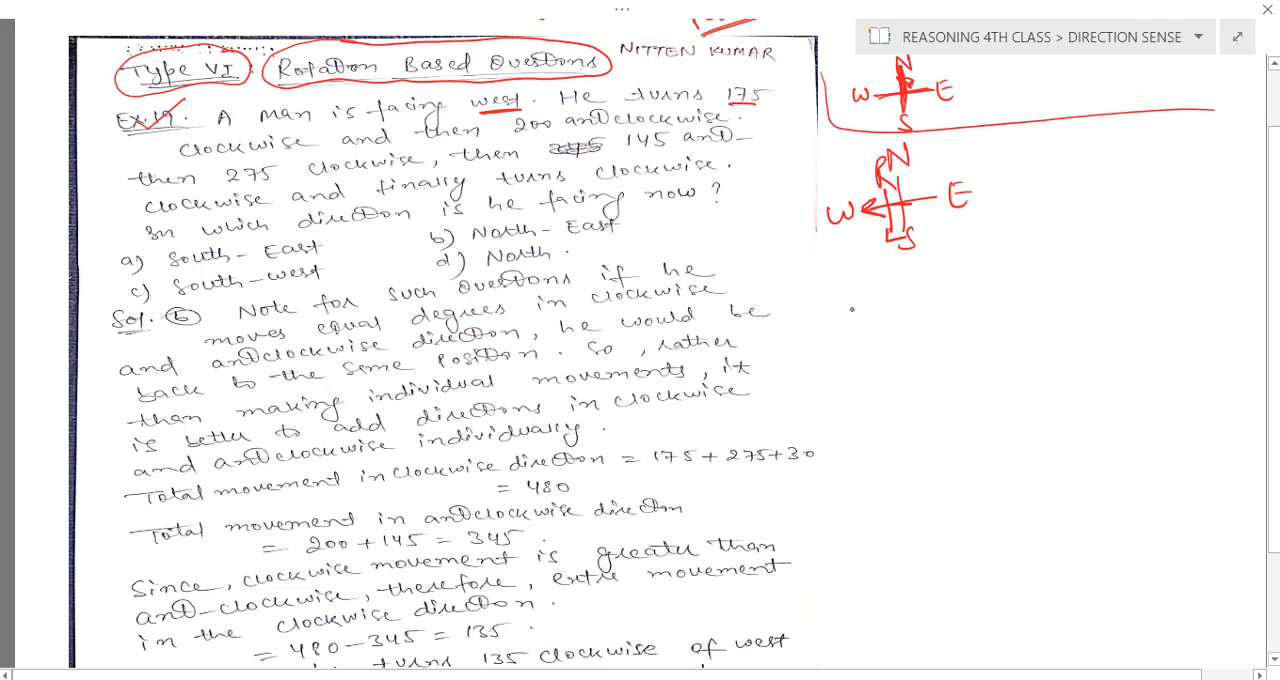 REASONING 4TH CLASS > DIRECTION SENSE
Type VI Rotation Based Questions NITTEN KUMAR
Ex.19. A man is facing west. He turns 175
clockwise and then 200 anticlockwise.
then 275 clockwise, then 145 anti-
clockwise and finally turns clockwise.
In which direction is he facing now?
a) South-East b) North-East
c) South-west d) North.
Sol. b Note for such Questions if he
moves equal degrees in clockwise
and anticlockwise direction, he would be
back to the same position. So, rather
than making individual movements, it
is better to add directions in clockwise
and anticlockwise individually.
Total movement in clockwise direction = 175+275+30
= 480
Total movement in anticlockwise direction
= 200+145 = 345.
Since, clockwise movement is greater than
anti-clockwise, therefore, entire movement
in the clockwise direction.
= 480-345 = 135.
turns 135 clockwise of west
N
W E
S
R N
W E
L S